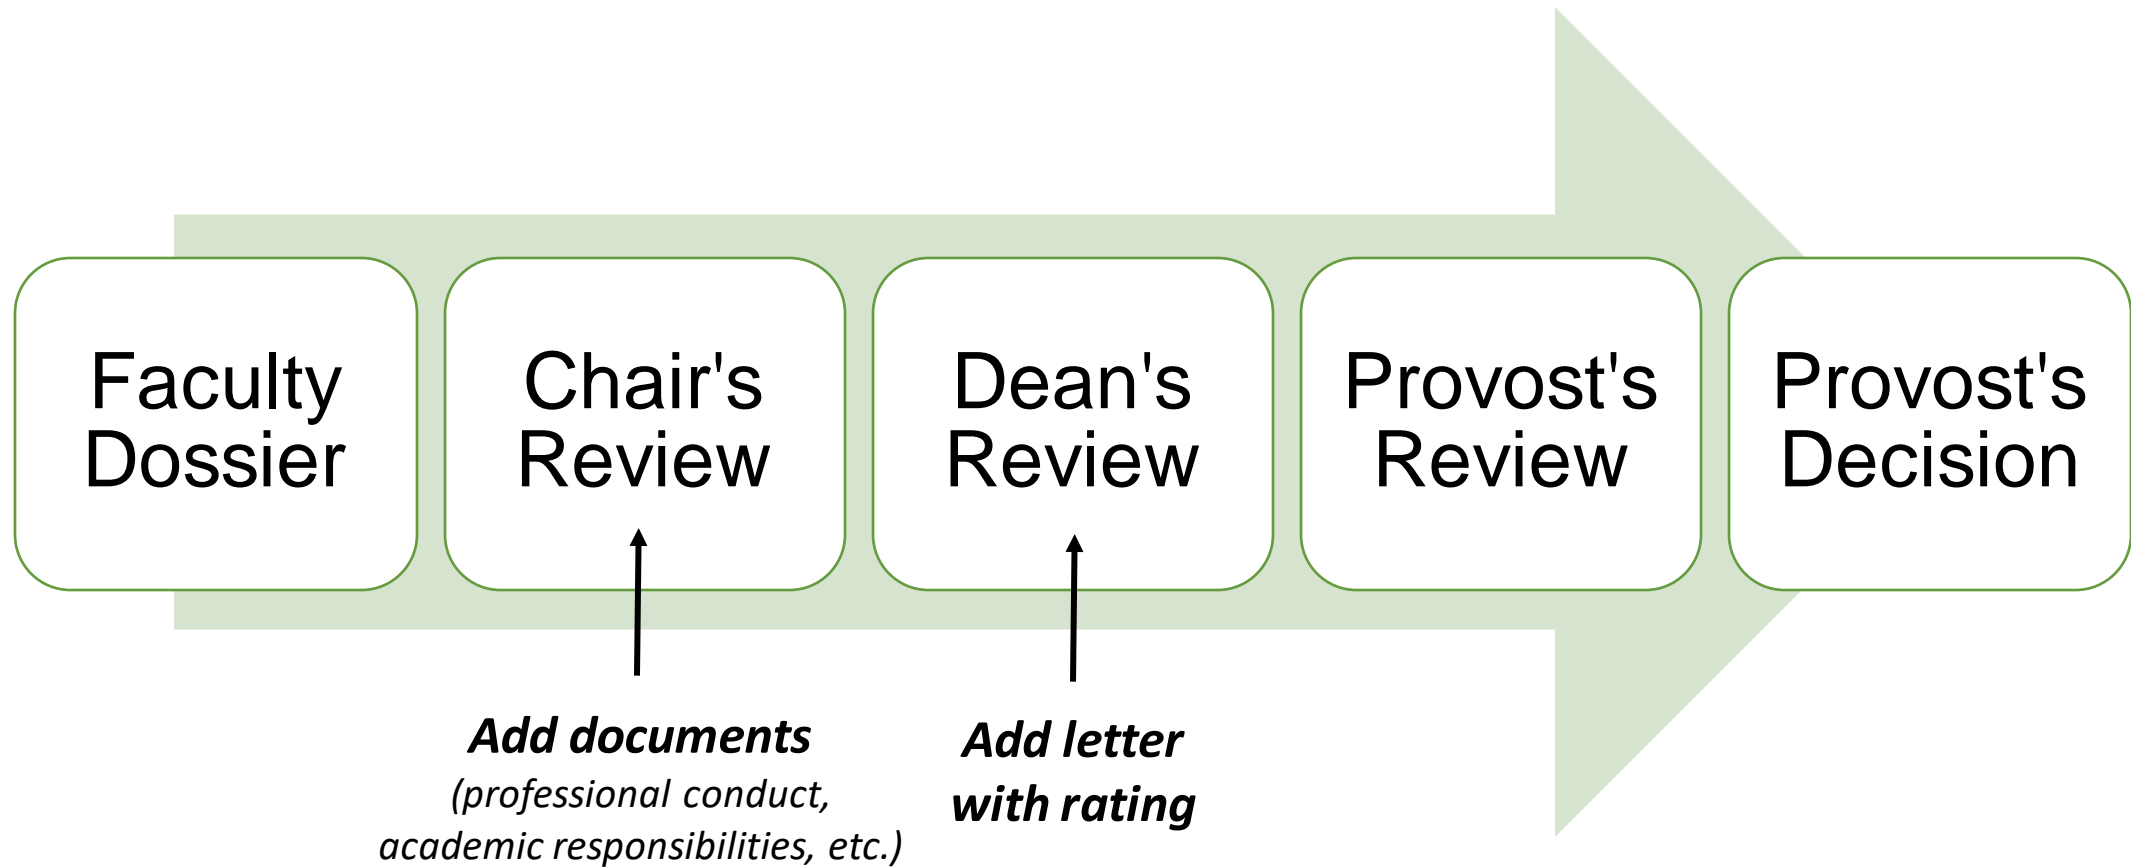 Faculty
Dossier
Chair's
Review
Dean's
Review
Provost's
Review
Provost's
Decision
Add documents
(professional conduct,
academic responsibilities, etc.)
Add letter
with rating